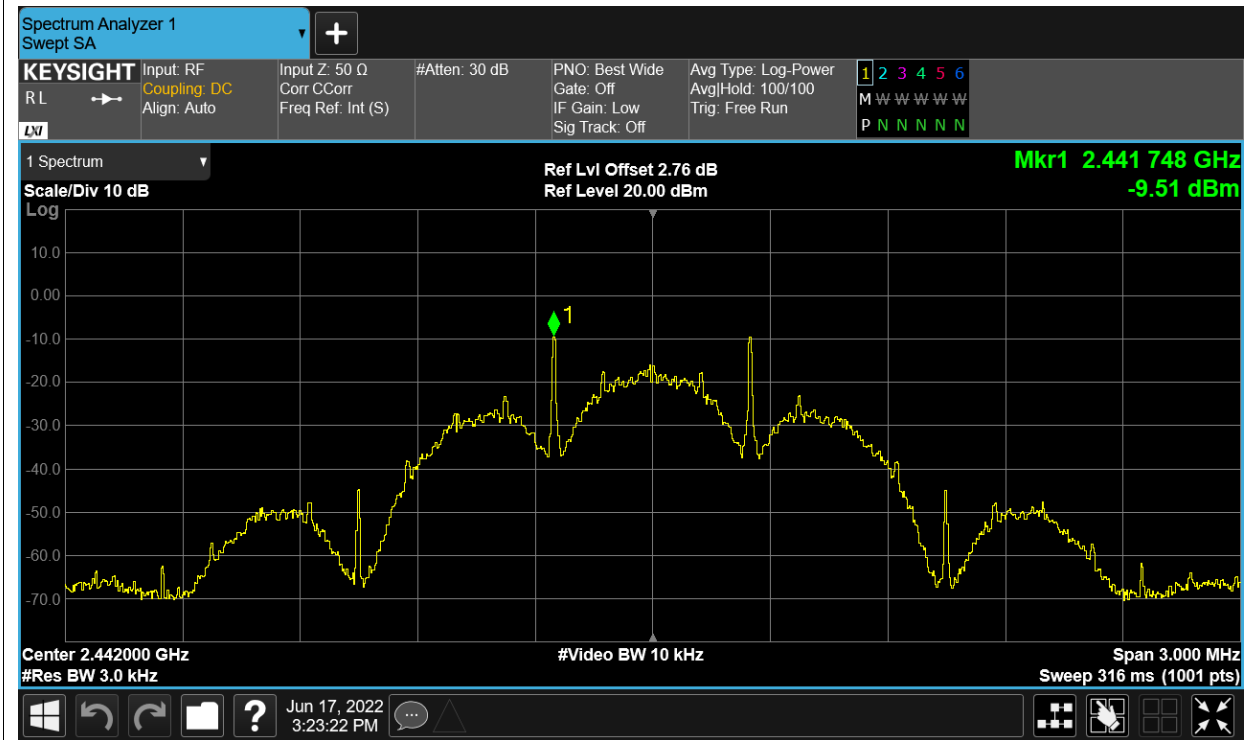 Spectrum Analyzer 1
Swept SA
+
KEYSIGHT
R L
LXI
Input: RF
Coupling: DC
Align: Auto
Input Z: 50 Ω
Corr CCorr
Freq Ref: Int (S)
#Atten: 30 dB
PNO: Best Wide
Gate: Off
IF Gain: Low
Sig Track: Off
Avg Type: Log-Power
Avg|Hold: 100/100
Trig: Free Run
1 2 3 4 5 6
M W W W W W
P N N N N N
1 Spectrum
Scale/Div 10 dB
Log
Ref Lvl Offset 2.76 dB
Ref Level 20.00 dBm
Mkr1 2.441 748 GHz
-9.51 dBm
10.0
0.00
-10.0
-20.0
-30.0
-40.0
-50.0
-60.0
-70.0
1
Center 2.442000 GHz
#Res BW 3.0 kHz
#Video BW 10 kHz
Span 3.000 MHz
Sweep 316 ms (1001 pts)
?
Jun 17, 2022
3:23:22 PM